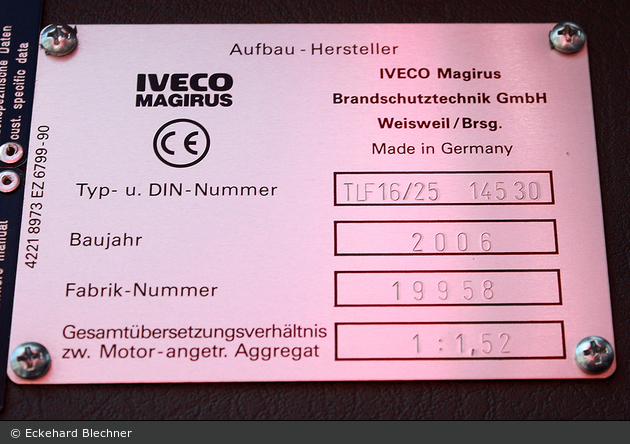 Aufbau - Hersteller
IVECO
MAGIRUS
CE
IVECO Magirus
Brandschutztechnik GmbH
Weisweil/Brsg.
Made in Germany
Typ- u. DIN-Nummer
TLF16/25 14530
Baujahr
2006
Fabrik-Nummer
19958
Gesamtübersetzungsverhältnis
zw. Motor-angetr. Aggregat
1:1,52
4221 8973 EZ 6799-90
Daten
cust. specific data
manual
© Eckehard Blechner